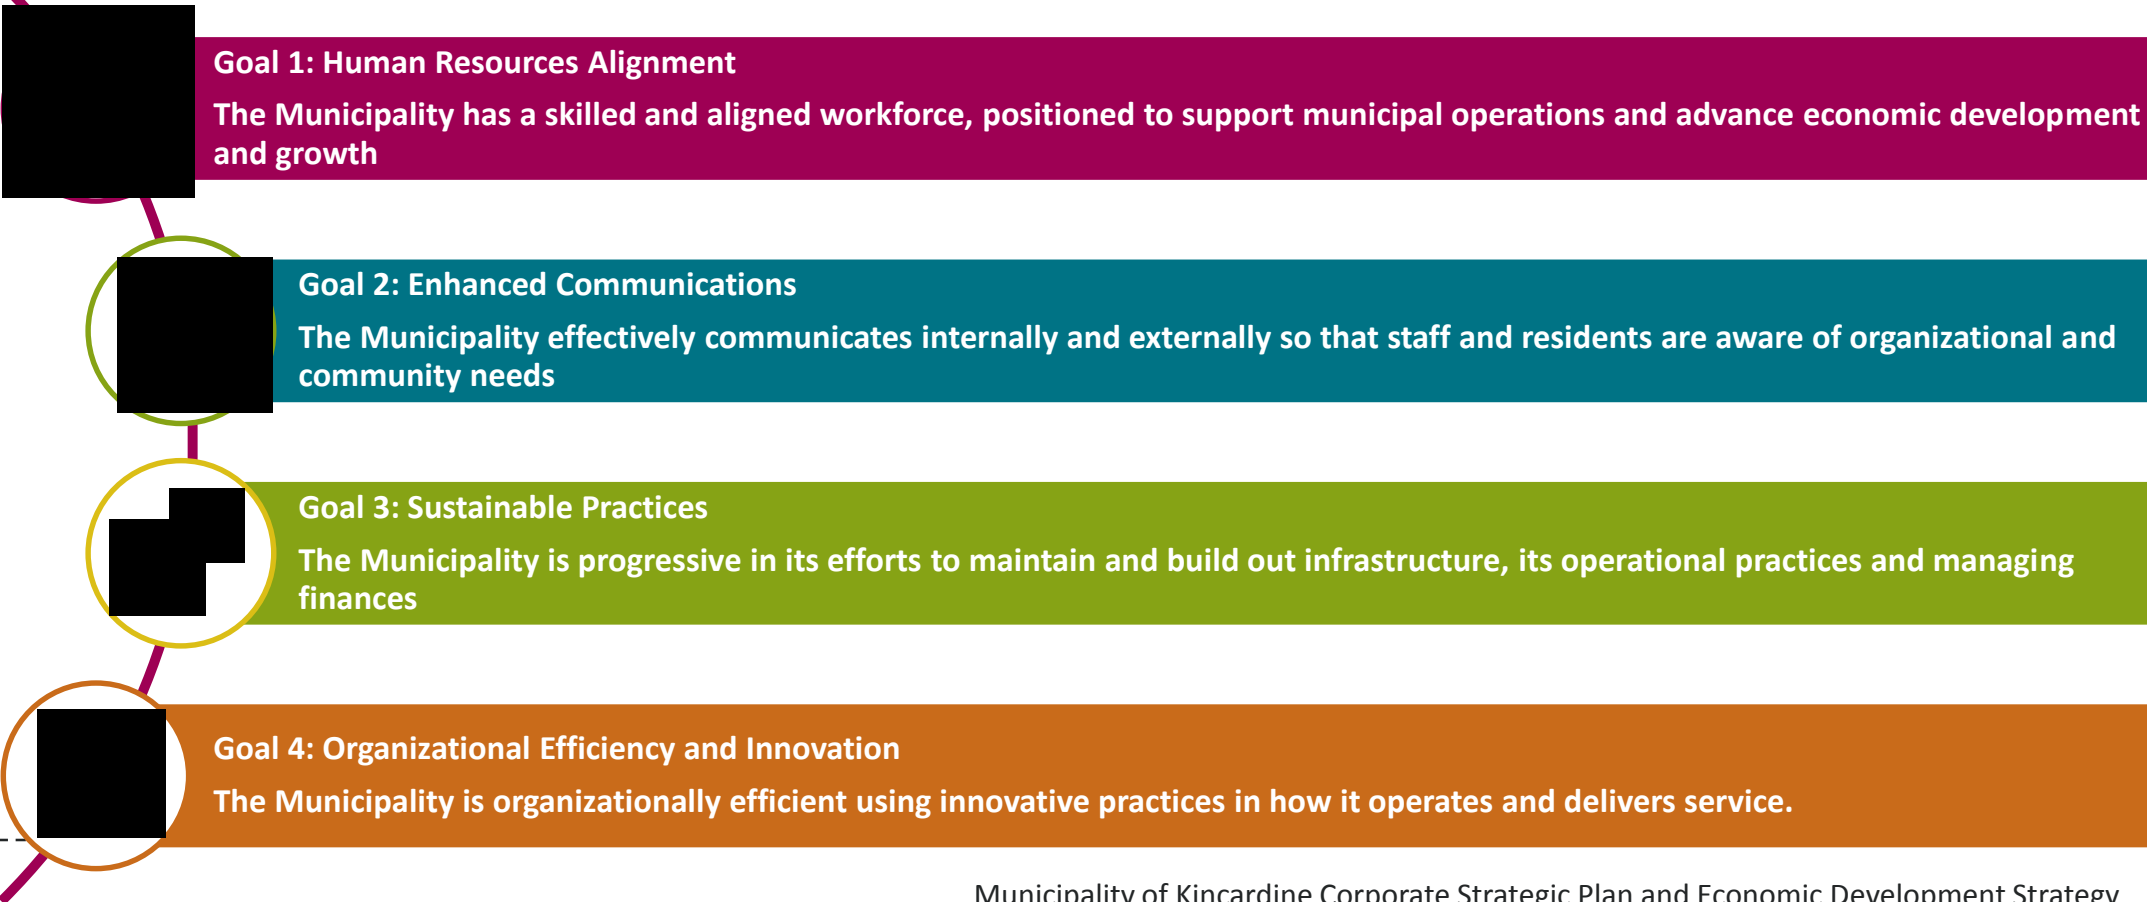 Goal 1: Human Resources Alignment
The Municipality has a skilled and aligned workforce, positioned to support municipal operations and advance economic development
and growth
Goal 2: Enhanced Communications
The Municipality effectively communicates internally and externally so that staff and residents are aware of organizational and
community needs
Goal 3: Sustainable Practices
The Municipality is progressive in its efforts to maintain and build out infrastructure, its operational practices and managing
finances
Goal 4: Organizational Efficiency and Innovation
The Municipality is organizationally efficient using innovative practices in how it operates and delivers service.
Municipality of Kincardine Corporate Strategic Plan and Economic Development Strategy